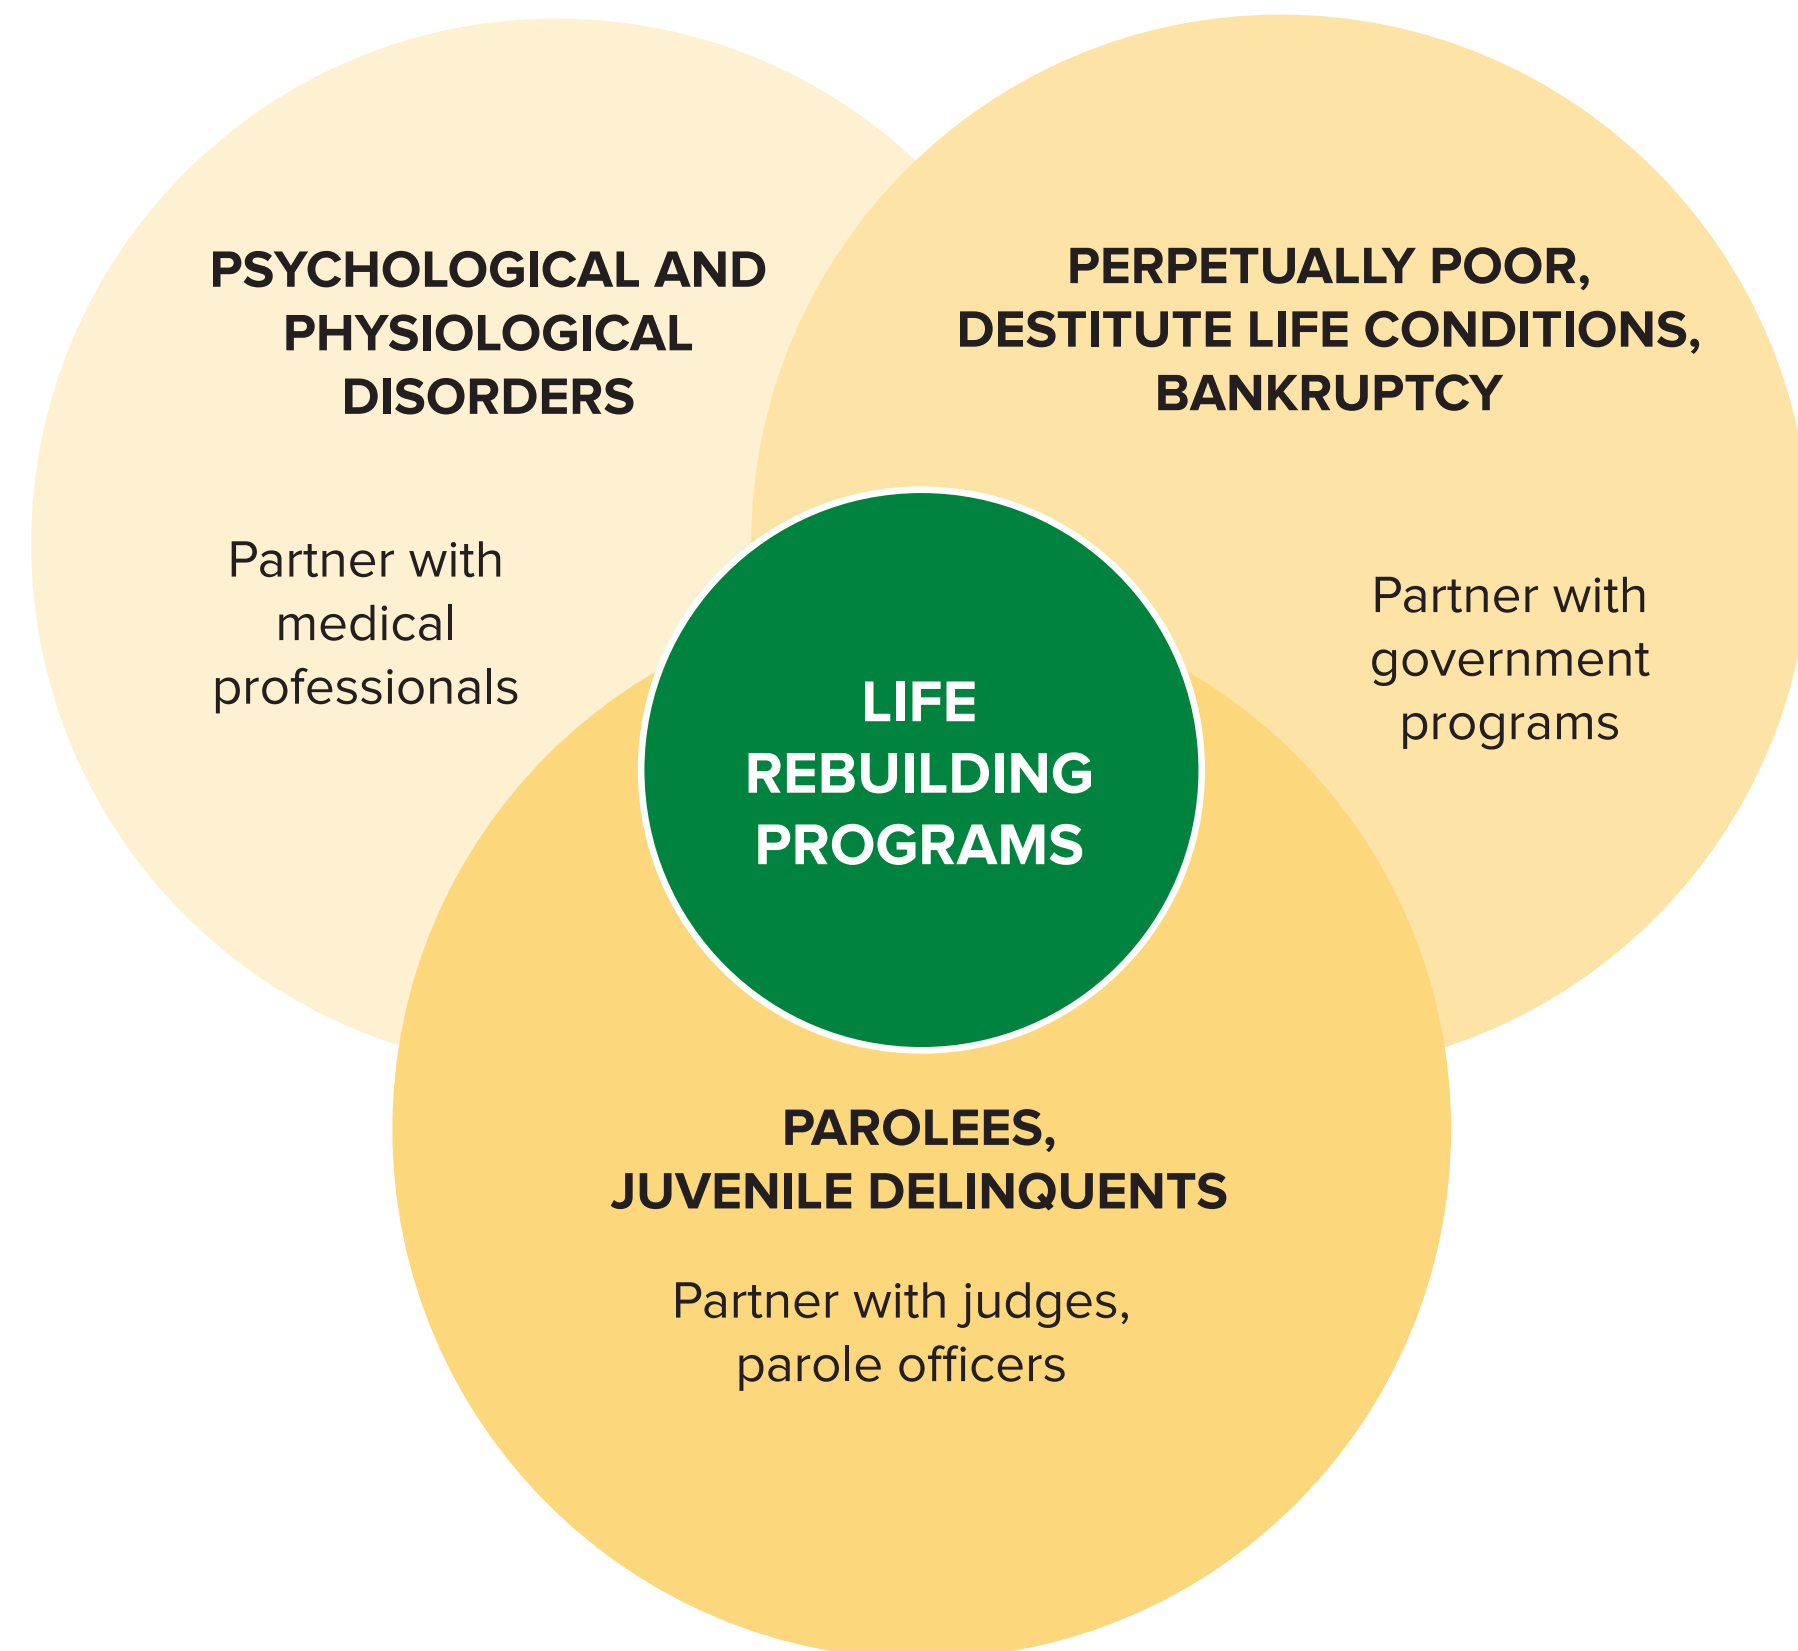 PSYCHOLOGICAL AND
PHYSIOLOGICAL
DISORDERS
Partner with
medical
professionals
PERPETUALLY POOR,
DESTITUTE LIFE CONDITIONS,
BANKRUPTCY
Partner with
government
programs
LIFE
REBUILDING
PROGRAMS
PAROLEES,
JUVENILE DELINQUENTS
Partner with judges,
parole officers